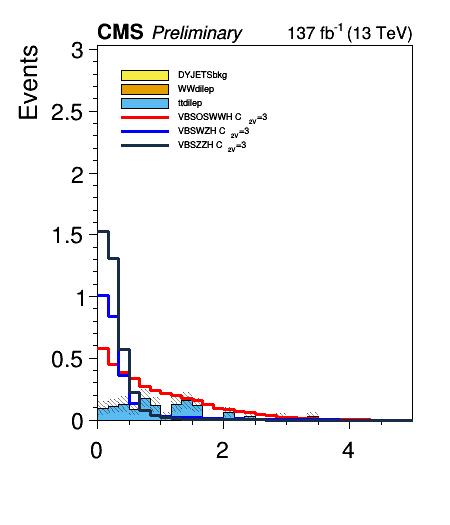 CMS Preliminary 137 fb-1 (13 TeV)
Events
3
2.5
2
1.5
1
0.5
0
DYJETSbkg
WWdilep
ttdilep
VBSOSWWH C 2V=3
VBSWZH C 2V=3
VBSZZH C 2V=3
0 2 4